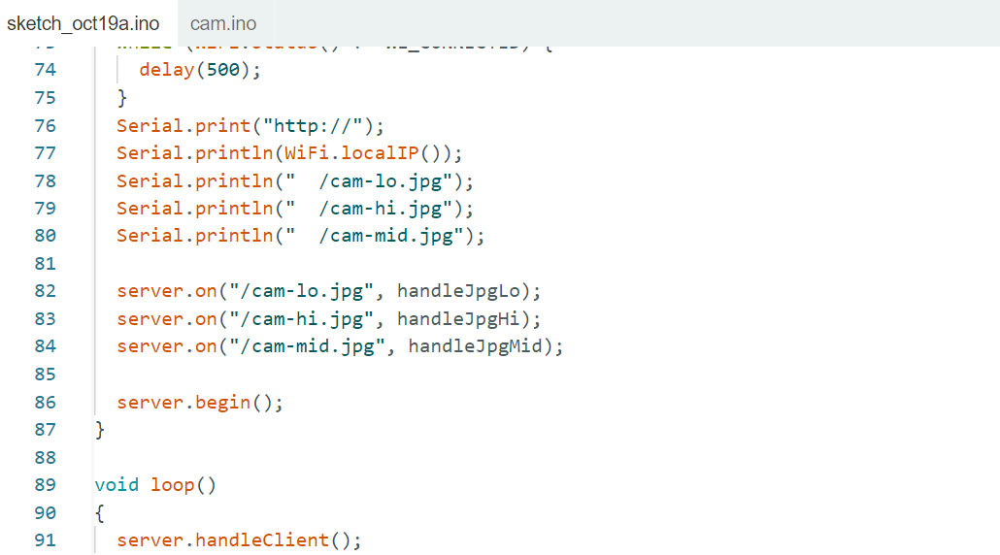 sketch_oct19a.ino cam.ino
74 delay(500);
75 }
76 Serial.print("http://");
77 Serial.println(WiFi.localIP());
78 Serial.println("  /cam-lo.jpg");
79 Serial.println("  /cam-hi.jpg");
80 Serial.println("  /cam-mid.jpg");
81
82 server.on("/cam-lo.jpg", handleJpgLo);
83 server.on("/cam-hi.jpg", handleJpgHi);
84 server.on("/cam-mid.jpg", handleJpgMid);
85
86 server.begin();
87 }
88
89 void loop()
90 {
91 server.handleClient();